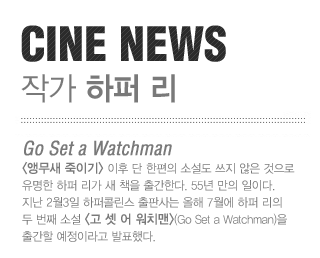 CINE NEWS
작가 하퍼 리
Go Set a Watchman
<앵무새 죽이기> 이후 단 한편의 소설도 쓰지 않은 것으로
유명한 하퍼 리가 새 책을 출간한다. 55년 만의 일이다.
지난 2월3일 하퍼콜린스 출판사는 올해 7월에 하퍼 리의
두 번째 소설 <고 셋 어 워치맨>(Go Set a Watchman)을
출간할 예정이라고 발표했다.